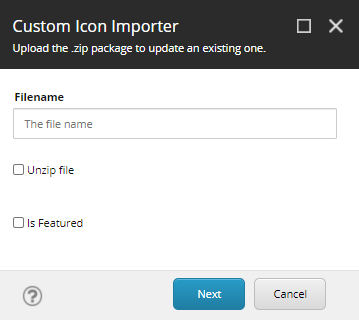 Custom Icon Importer
Upload the .zip package to update an existing one.
Filename
The file name
Unzip file
Is Featured
?
Next
Cancel